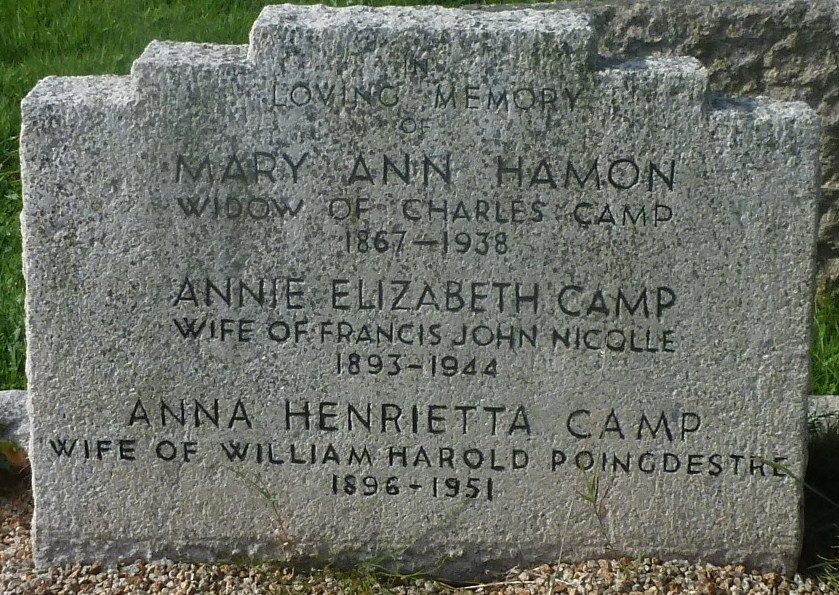 IN
LOVING MEMORY
OF
MARY ANN HAMON
WIDOW OF CHARLES CAMP
1867-1938
ANNIE ELIZABETH CAMP
WIFE OF FRANCIS JOHN NICOLLE
1893-1944
ANNA HENRIETTA CAMP
WIFE OF WILLIAM HAROLD POINGDESTRE
1896-1951